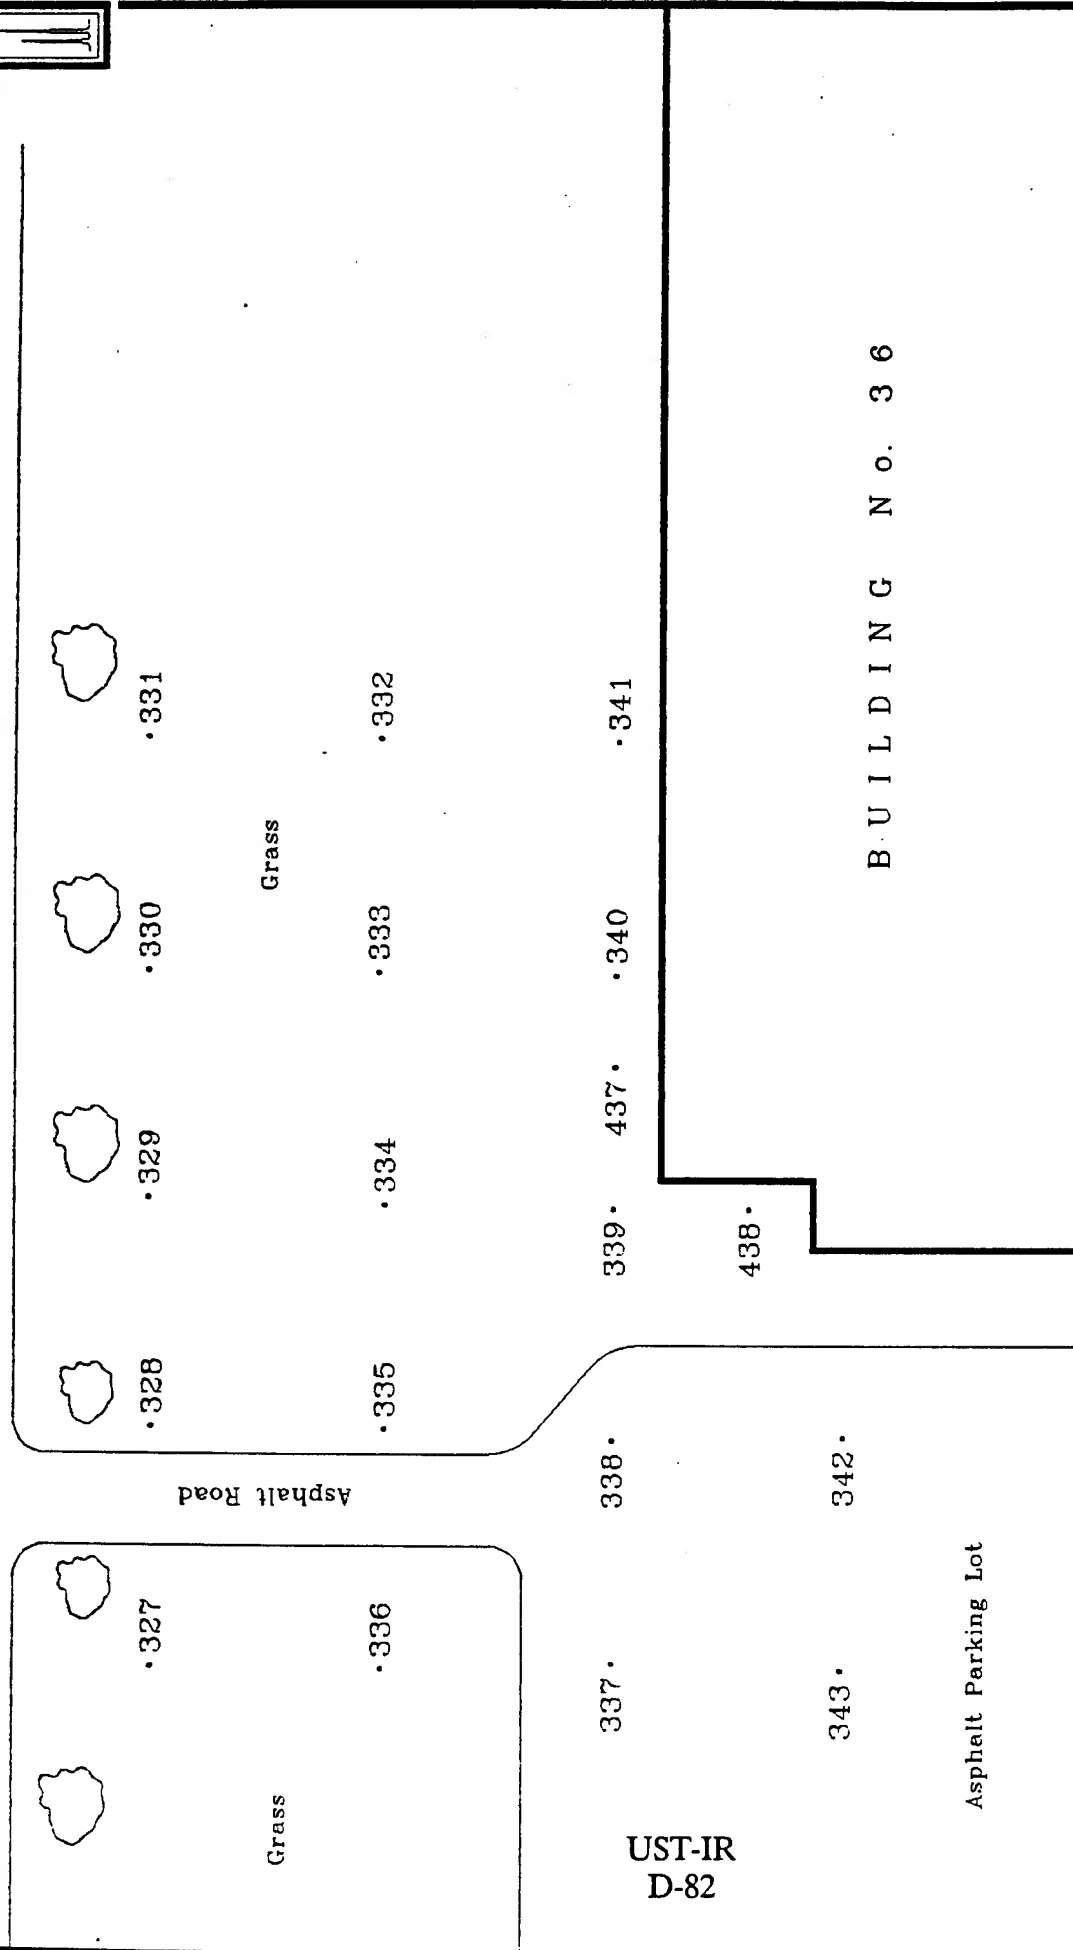 .331
.332
.341
Grass
BUILDING No. 36
.330
.333
.340
437.
.329
.334
339.
438.
.328
.335
338.
342.
Asphalt Road
.327
.336
337.
343.
Asphalt Parking Lot
Grass
UST-IR
D-82